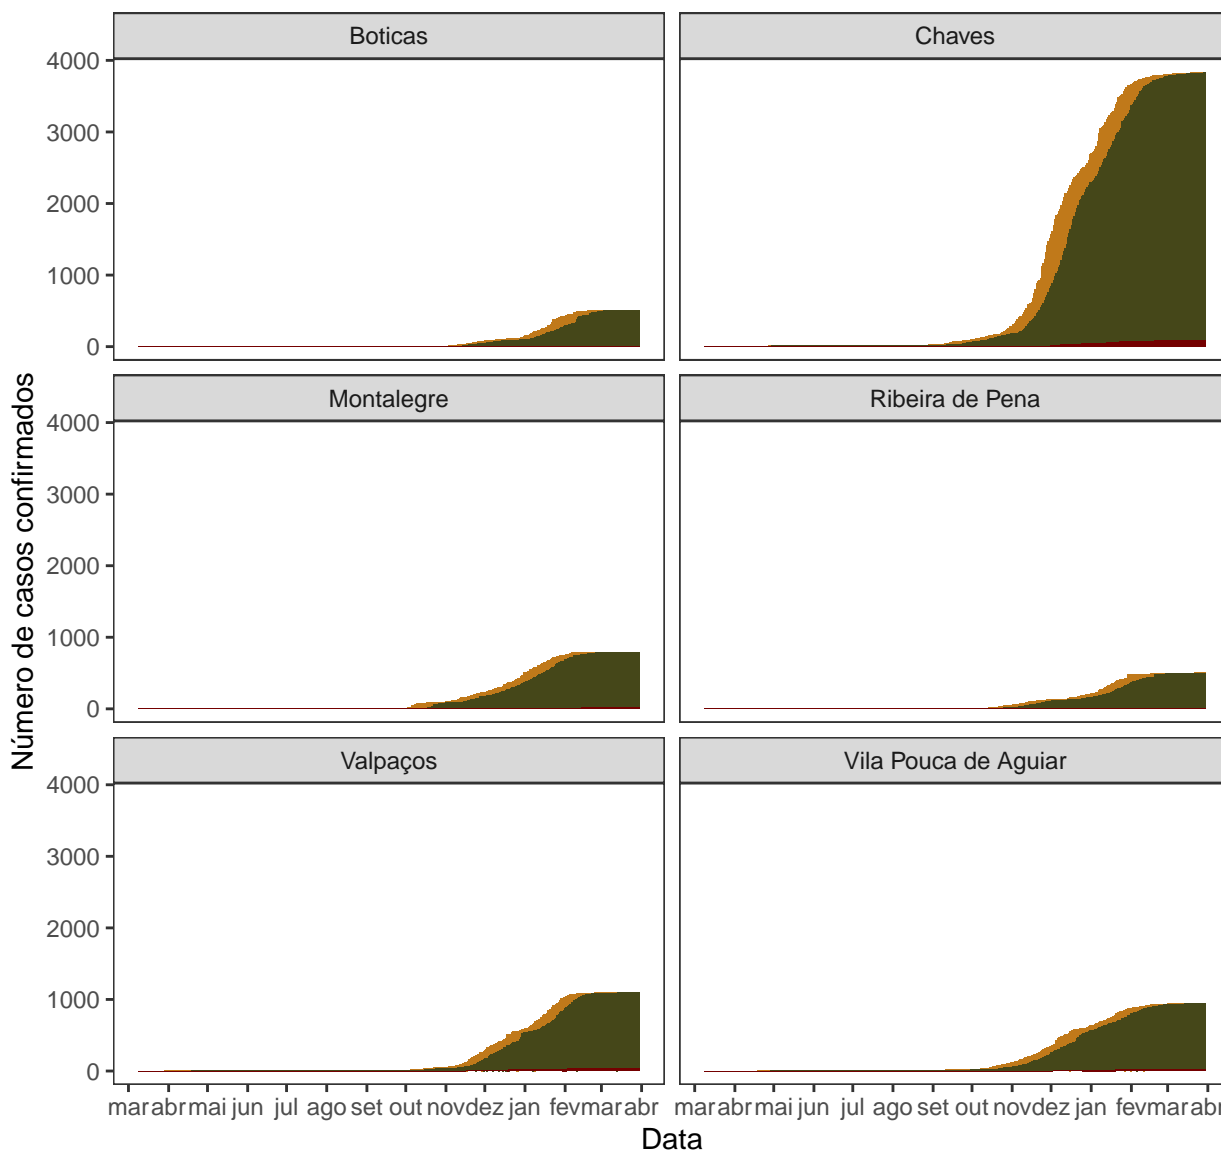 Boticas
Chaves
4000
3000
2000
1000
0
Montalegre
Ribeira de Pena
4000
3000
2000
1000
0
Valpaços
Vila Pouca de Aguiar
4000
3000
2000
1000
0
Número de casos confirmados
mar abr mai jun jul ago set out nov dez jan fev mar abr
mar abr mai jun jul ago set out nov dez jan fev mar abr
Data